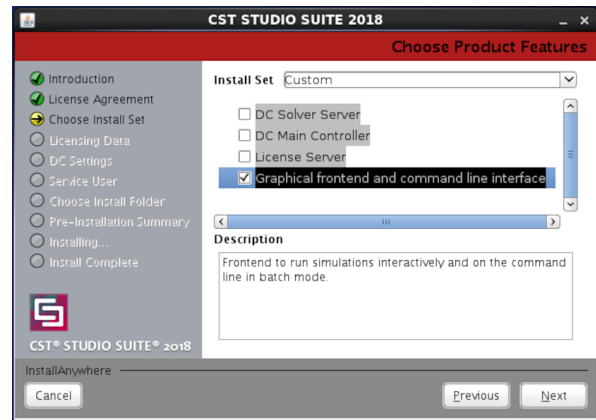 CST STUDIO SUITE 2018
Choose Product Features
Introduction
License Agreement
Choose Install Set
Licensing Data
DC Settings
Service User
Choose Install Folder
Pre-Installation Summary
Installing...
Install Complete
CST® STUDIO SUITE® 2018
Install Set Custom
DC Solver Server
DC Main Controller
License Server
Graphical frontend and command line interface
Description
Frontend to run simulations interactively and on the command
line in batch mode.
InstallAnywhere
Cancel Previous Next